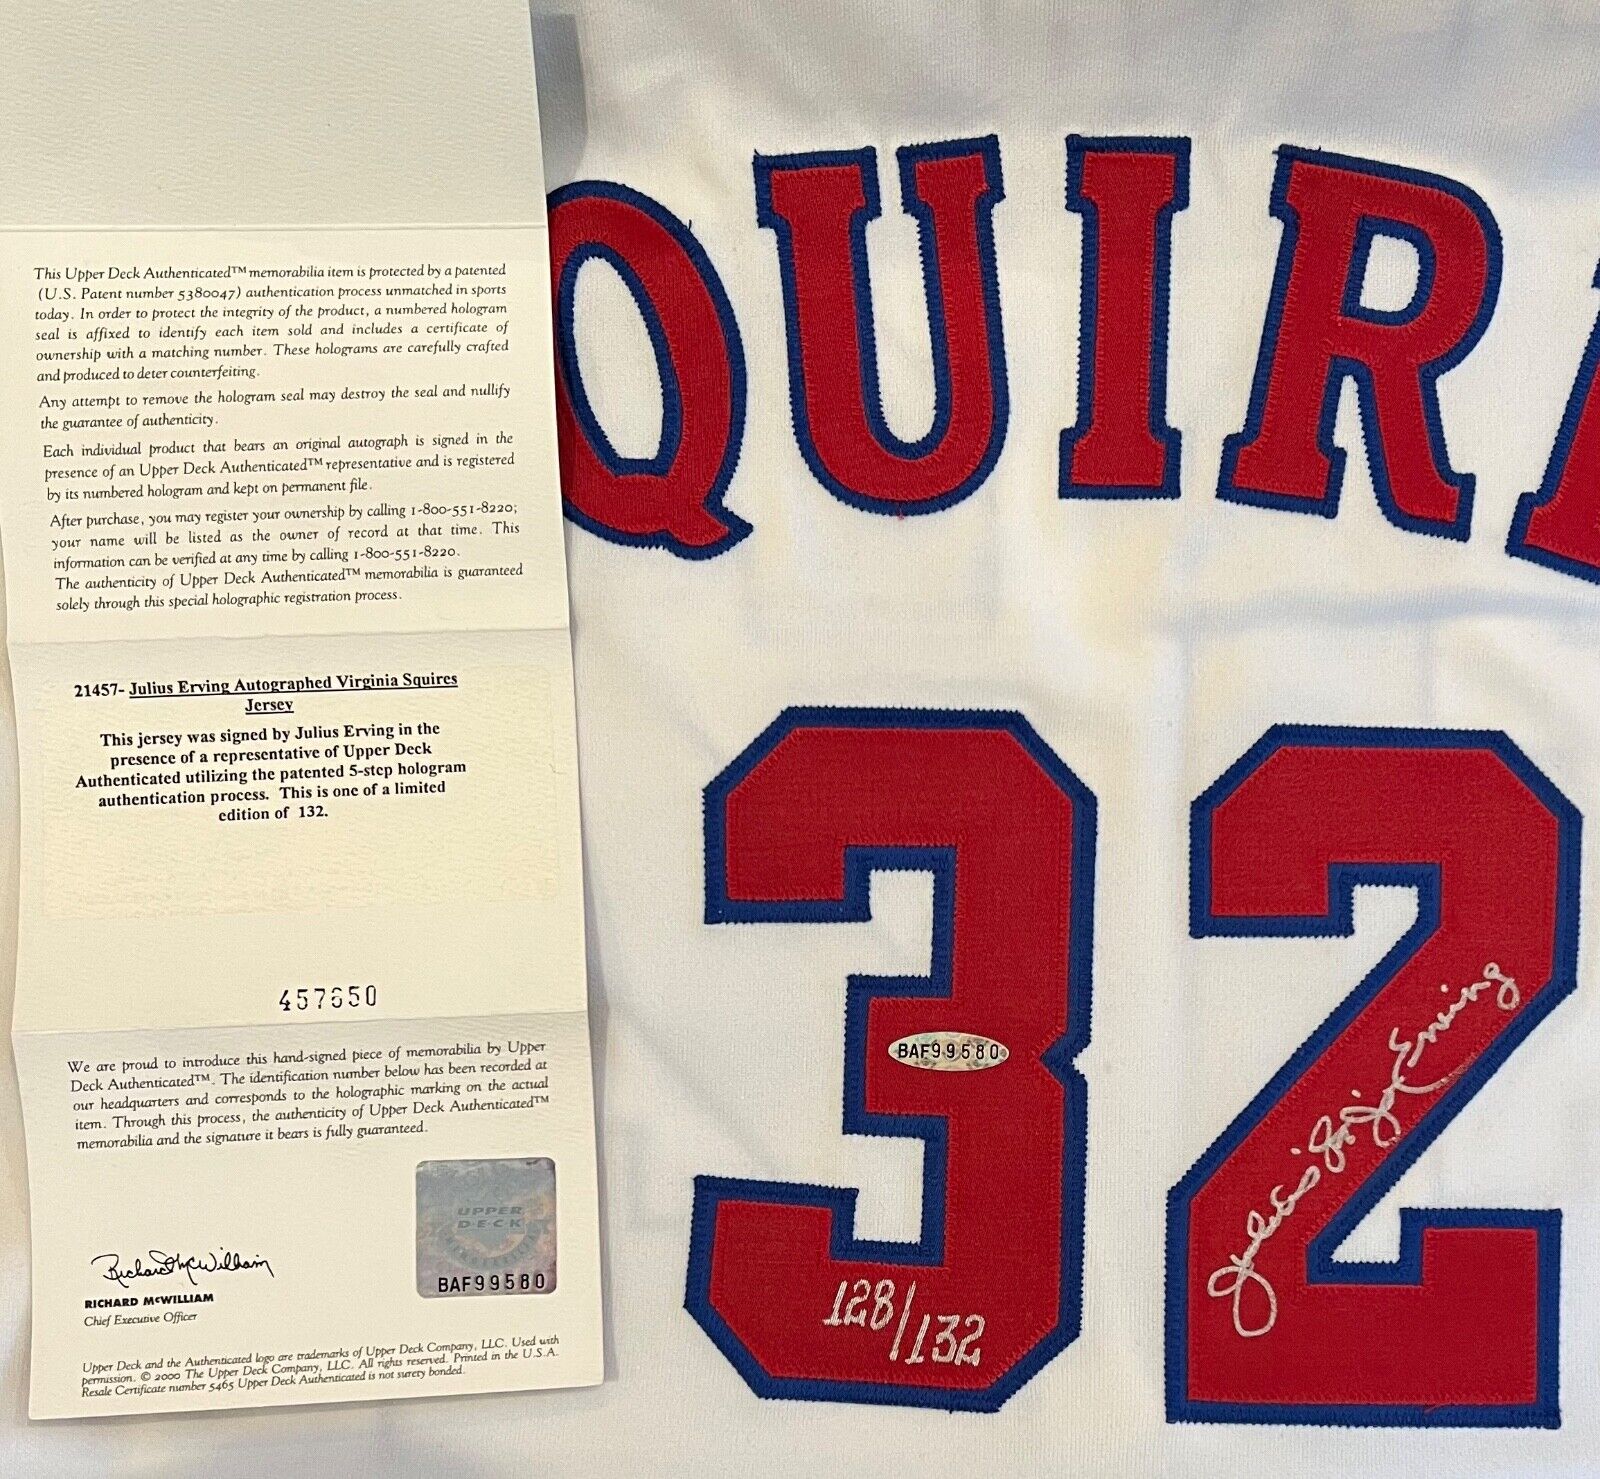 This Upper Deck Authenticated™ memorabilia item is protected by a patented
(U.S. Patent number 5380047) authentication process unmatched in sports
today. In order to protect the integrity of the product, a numbered hologram
seal is affixed to identify each item sold and includes a certificate of
ownership with a matching number. These holograms are carefully crafted
and produced to deter counterfeiting.
Any attempt to remove the hologram seal may destroy the seal and nullify
the guarantee of authenticity.
Each individual product that bears an original autograph is signed in the
presence of an Upper Deck Authenticated™ representative and is registered
by its numbered hologram and kept on permanent file.
After purchase, you may register your ownership by calling 1-800-551-8220;
your name will be listed as the owner of record at that time. This
information can be verified at any time by calling 1-800-551-8220.
The authenticity of Upper Deck Authenticated™ memorabilia is guaranteed
solely through this special holographic registration process.
21457- Julius Erving Autographed Virginia Squires
Jersey
This jersey was signed by Julius Erving in the
presence of a representative of Upper Deck
Authenticated utilizing the patented 5-step hologram
authentication process. This is one of a limited
edition of 132.
457650
We are proud to introduce this hand-signed piece of memorabilia by Upper
Deck Authenticated™. The identification number below has been recorded at
our headquarters and corresponds to the holographic marking on the actual
item. Through this process, the authenticity of Upper Deck Authenticated™
memorabilia and the signature it bears is fully guaranteed.
Richard McWilliam
RICHARD McWILLIAM
Chief Executive Officer
UPPER
DECK
AUTHENTICATED
BAF99580
Upper Deck and the Authenticated logo are trademarks of Upper Deck Company, LLC. Used with
permission. © 2000 The Upper Deck Company, LLC. All rights reserved. Printed in the U.S.A.
Resale Certificate number 5465 Upper Deck Authenticated is not surety bonded.
QUIR
32
BAF99580
128/132
Julius "Dr. J" Erving